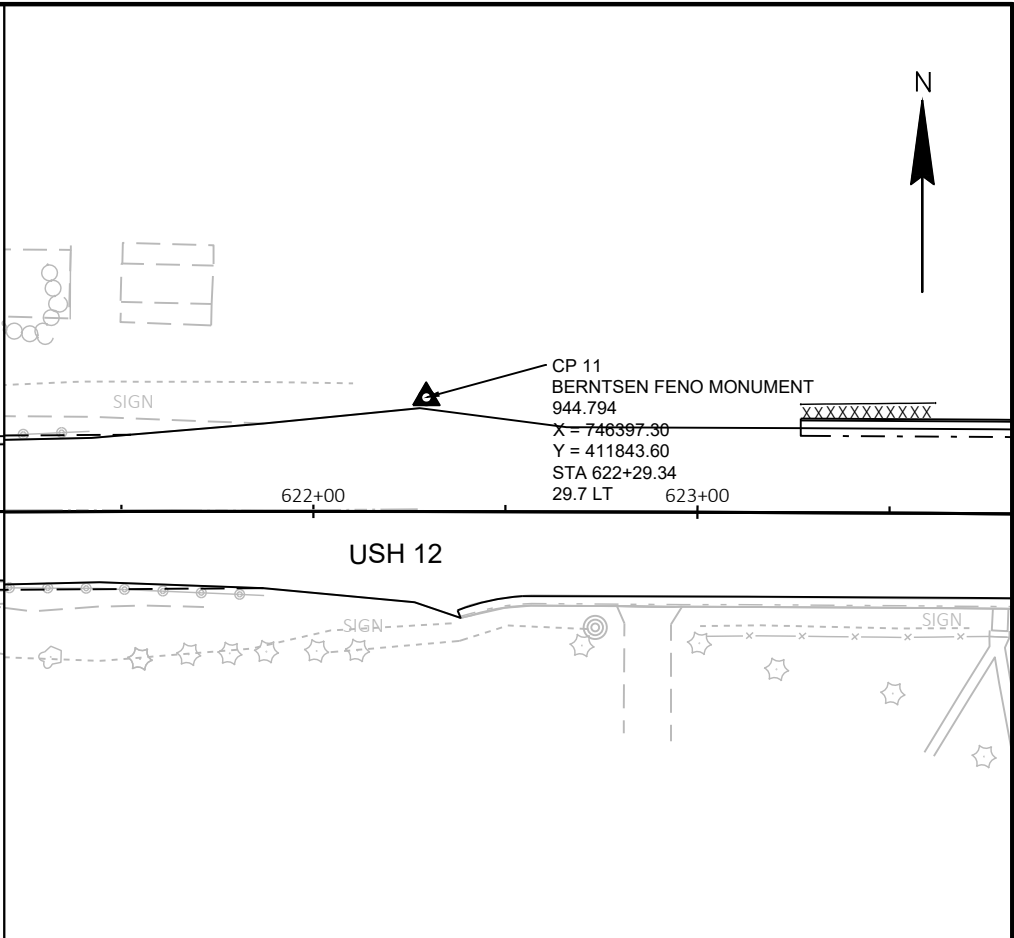 N
SIGN
CP 11
BERNTSEN FENO MONUMENT
944.794
X = 746397.30
Y = 411843.60
STA 622+29.34
29.7 LT
XXXXXXXXXXX
622+00
623+00
USH 12
SIGN
SIGN